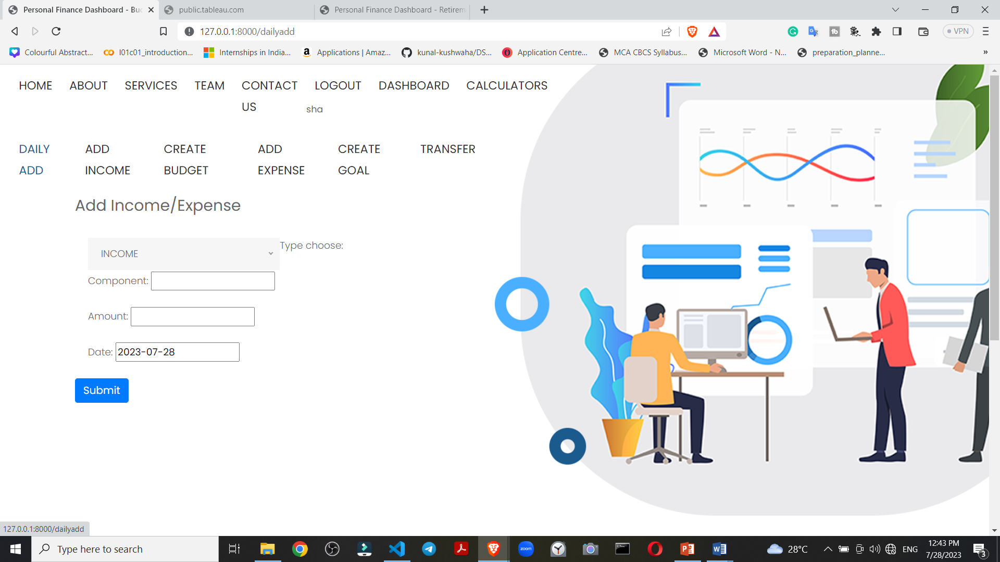 Personal Finance Dashboard - Buc
public.tableau.com
Personal Finance Dashboard - Retirem
127.0.0.1:8000/dailyadd
VPN
Colourful Abstract...
l01c01_introduction...
Internships in India...
Applications | Amaz...
kunal-kushwaha/DS...
Application Centre...
MCA CBCS Syllabus...
Microsoft Word - N...
preparation_planne...
»
HOME ABOUT SERVICES TEAM CONTACT US LOGOUT DASHBOARD CALCULATORS
sha
DAILY ADD
ADD INCOME
CREATE BUDGET
ADD EXPENSE
CREATE GOAL
TRANSFER
Add Income/Expense
INCOME
Type choose:
Component:
Amount:
Date: 2023-07-28
Submit
127.0.0.1:8000/dailyadd
Type here to search
zoom
28°C
ENG
12:43 PM
7/28/2023
3